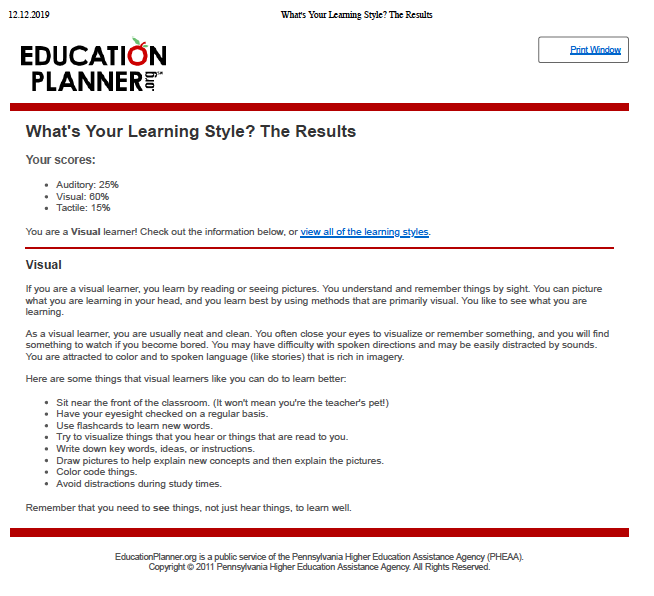 12.12.2019
What's Your Learning Style? The Results
EDUCATION
PLANNER.org
Print Window
What's Your Learning Style? The Results
Your scores:
• Auditory: 25%
• Visual: 60%
• Tactile: 15%
You are a Visual learner! Check out the information below, or view all of the learning styles.
Visual
If you are a visual learner, you learn by reading or seeing pictures. You understand and remember things by sight. You can picture
what you are learning in your head, and you learn best by using methods that are primarily visual. You like to see what you are
learning.
As a visual learner, you are usually neat and clean. You often close your eyes to visualize or remember something, and you will find
something to watch if you become bored. You may have difficulty with spoken directions and may be easily distracted by sounds.
You are attracted to color and to spoken language (like stories) that is rich in imagery.
Here are some things that visual learners like you can do to learn better:
• Sit near the front of the classroom. (It won't mean you're the teacher's pet!)
• Have your eyesight checked on a regular basis.
• Use flashcards to learn new words.
• Try to visualize things that you hear or things that are read to you.
• Write down key words, ideas, or instructions.
• Draw pictures to help explain new concepts and then explain the pictures.
• Color code things.
• Avoid distractions during study times.
Remember that you need to see things, not just hear things, to learn well.
EducationPlanner.org is a public service of the Pennsylvania Higher Education Assistance Agency (PHEAA).
Copyright © 2011 Pennsylvania Higher Education Assistance Agency. All Rights Reserved.